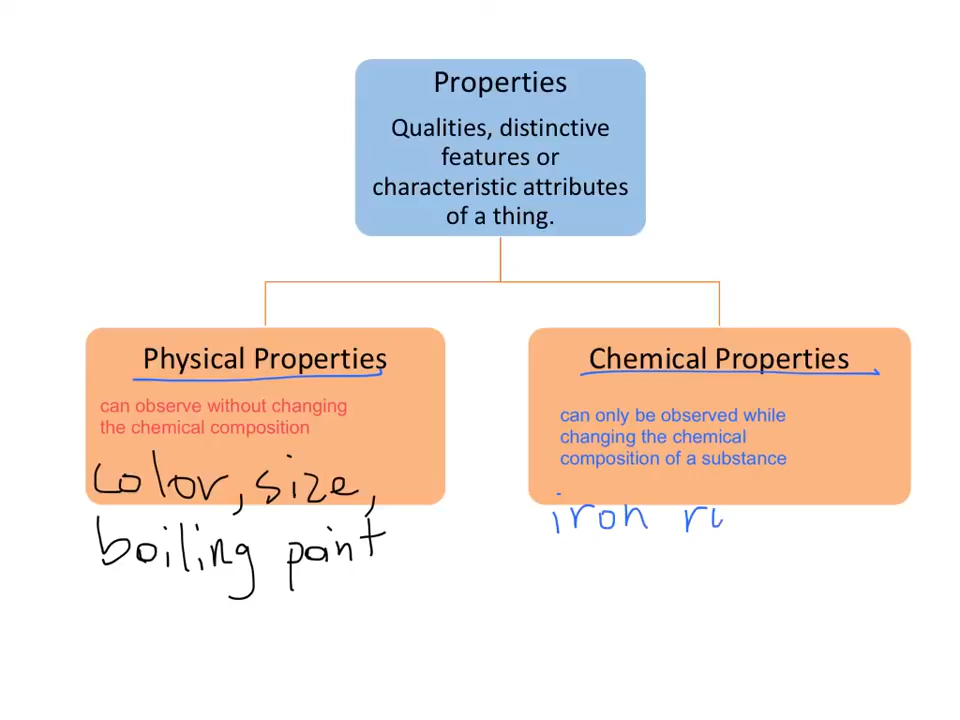 Properties
Qualities, distinctive
features or
characteristic attributes
of a thing.
Physical Properties
can observe without changing
the chemical composition
color, size,
boiling point
Chemical Properties
can only be observed while
changing the chemical
composition of a substance
iron ru